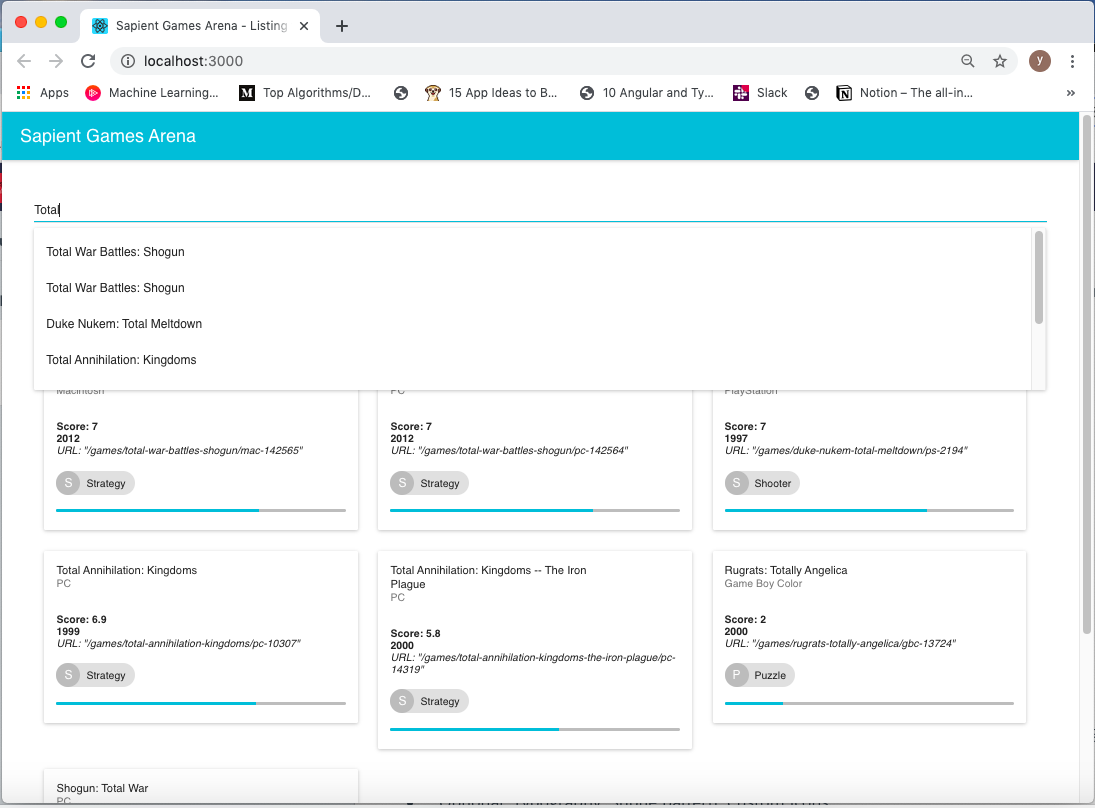 Sapient Games Arena - Listing
localhost:3000
y
Apps
Machine Learning...
M
Top Algorithms/D...
15 App Ideas to B...
10 Angular and Ty...
Slack
Notion – The all-in...
»
Sapient Games Arena
Total
Total War Battles: Shogun
Total War Battles: Shogun
Duke Nukem: Total Meltdown
Total Annihilation: Kingdoms
Macintosh
PC
PlayStation
Score: 7
2012
URL: "/games/total-war-battles-shogun/mac-142565"
S Strategy
Score: 7
2012
URL: "/games/total-war-battles-shogun/pc-142564"
S Strategy
Score: 7
1997
URL: "/games/duke-nukem-total-meltdown/ps-2194"
S Shooter
Total Annihilation: Kingdoms
PC
Score: 6.9
1999
URL: "/games/total-annihilation-kingdoms/pc-10307"
S Strategy
Total Annihilation: Kingdoms -- The Iron
Plague
PC
Score: 5.8
2000
URL: "/games/total-annihilation-kingdoms-the-iron-plague/pc-
14319"
S Strategy
Rugrats: Totally Angelica
Game Boy Color
Score: 2
2000
URL: "/games/rugrats-totally-angelica/gbc-13724"
P Puzzle
Shogun: Total War
PC